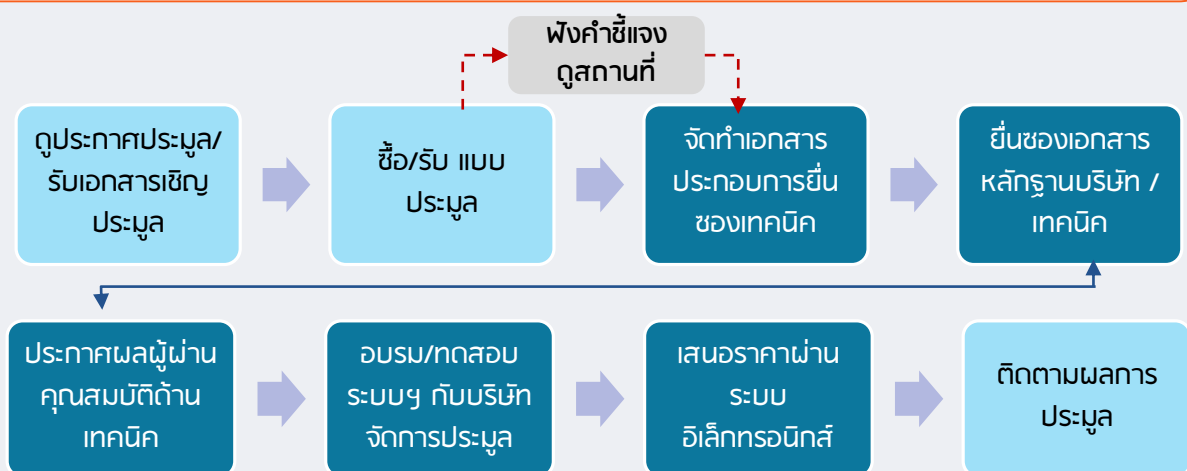 ฟังคำชี้แจง
ดูสถานที่
ดูประกาศประมูล/
รับเอกสารเชิญ
ประมูล
ซื้อ/รับ แบบ
ประมูล
จัดทำเอกสาร
ประกอบการยื่น
ซองเทคนิค
ยื่นซองเอกสาร
หลักฐานบริษัท /
เทคนิค
ประกาศผลผู้ผ่าน
คุณสมบัติด้าน
เทคนิค
อบรม/ทดสอบ
ระบบฯ กับบริษัท
จัดการประมูล
เสนอราคาผ่าน
ระบบ
อิเล็กทรอนิกส์
ติดตามผลการ
ประมูล